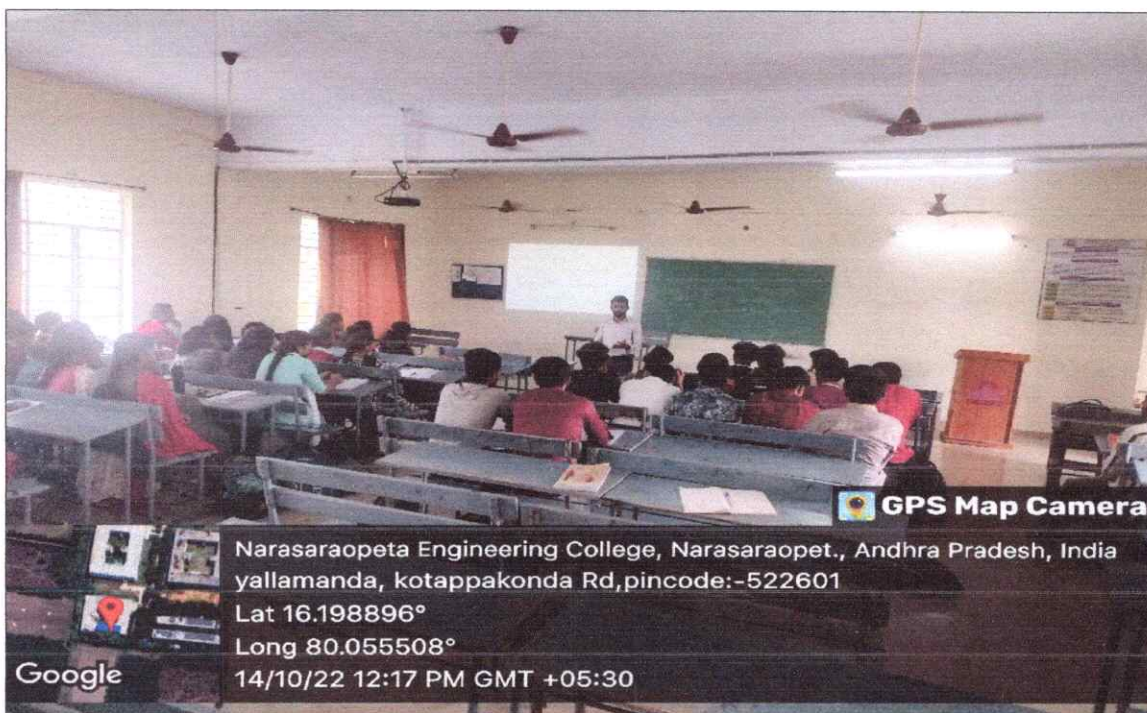 GPS Map Camera
Narasaraopeta Engineering College, Narasaraopet., Andhra Pradesh, India
yallamanda, kotappakonda Rd,pincode:-522601
Lat 16.198896°
Long 80.055508°
14/10/22 12:17 PM GMT +05:30
Google